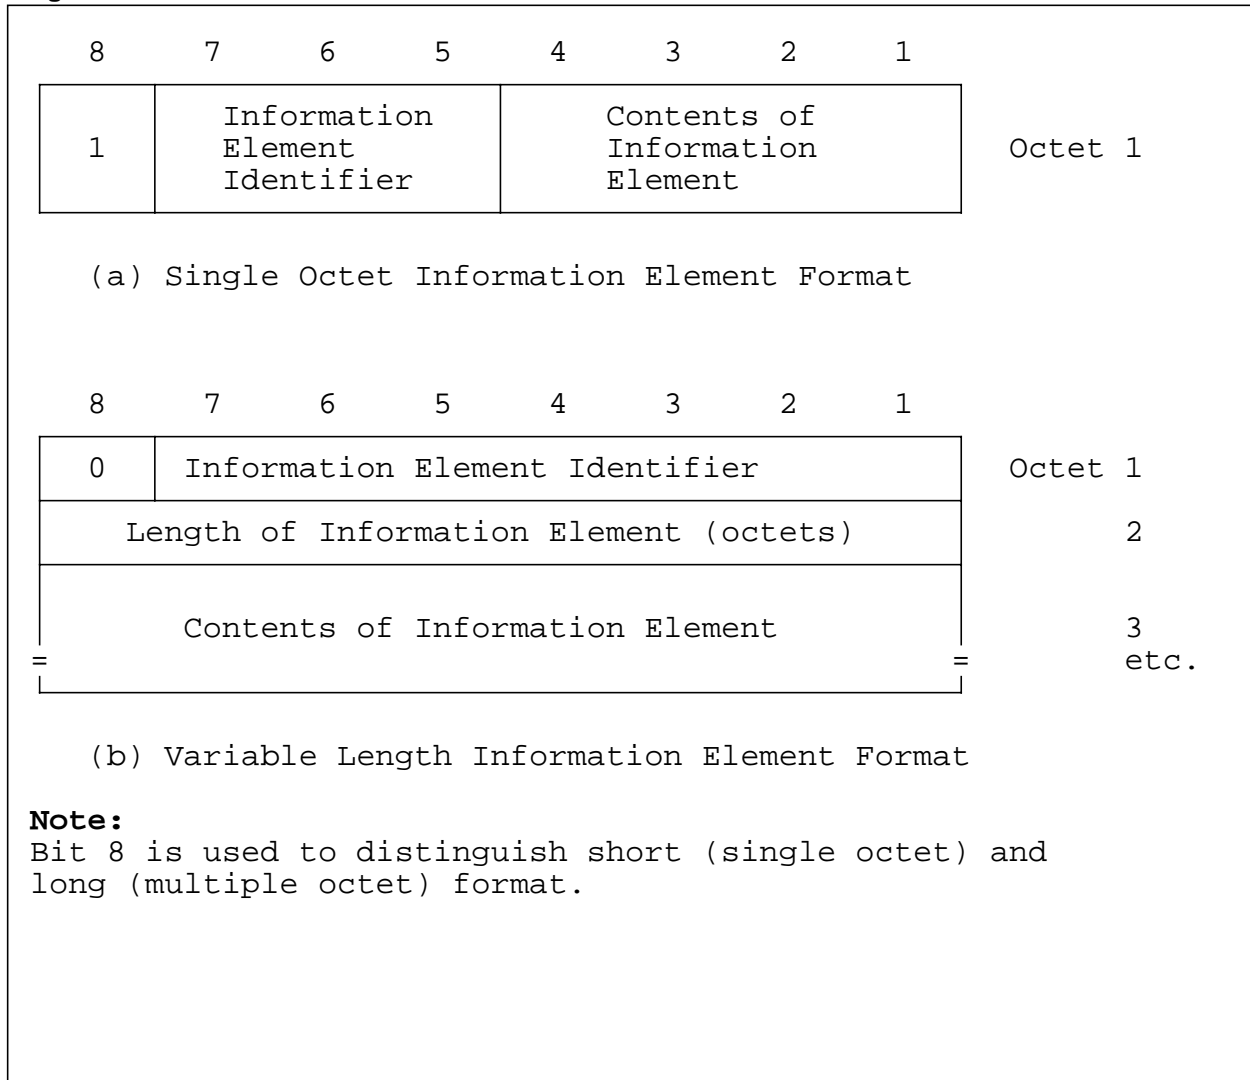 8 7 6 5 4 3 2 1
Information Contents of
1 Element Information Octet 1
Identifier Element
(a) Single Octet Information Element Format
8 7 6 5 4 3 2 1
0 Information Element Identifier Octet 1
Length of Information Element (octets) 2
Contents of Information Element 3
= = etc.
(b) Variable Length Information Element Format
Note:
Bit 8 is used to distinguish short (single octet) and
long (multiple octet) format.